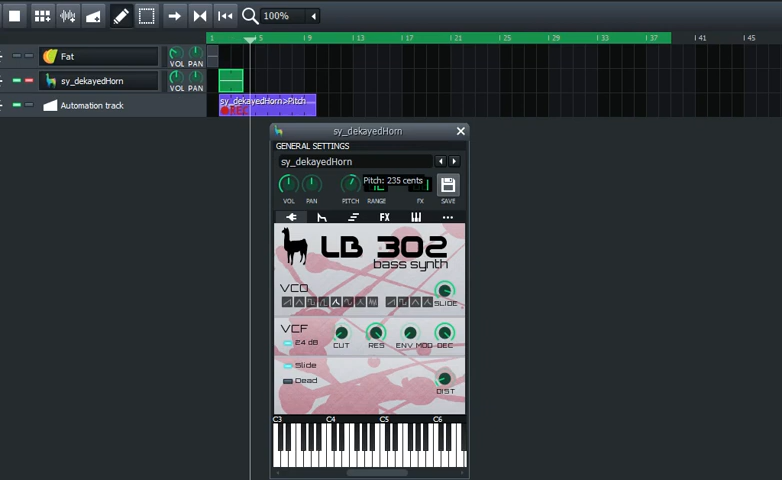 100%
1
5
9
13
17
21
25
29
33
37
41
45
Fat
VOL PAN
sy_dekayedHorn
VOL PAN
Automation track
sy_dekayedHorn>Pitch
REC
sy_dekayedHorn
GENERAL SETTINGS
sy_dekayedHorn
Pitch: 235 cents
VOL PAN PITCH RANGE FX SAVE
FX
LB 302
bass synth
VCO
SLIDE
VCF
24 dB
CUT RES ENV MOD DEC
Slide
Dead
DIST
C3 C4 C5 C6